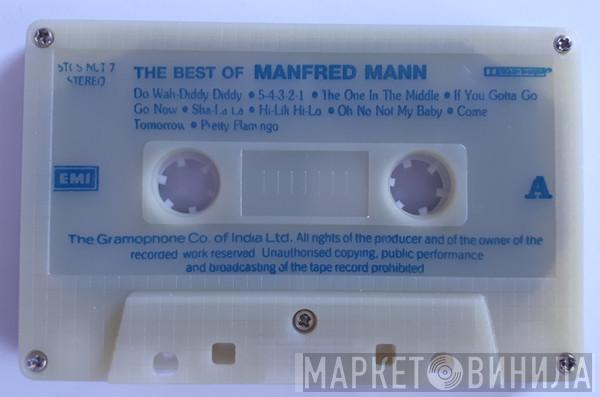 STEREO
THE BEST OF MANFRED MANN
Do Wah-Diddy Diddy • 5-4-3-2-1 • The One In The Middle • If You Gotta Go
Go Now • Sha-La La • Hi-Lili Hi-Lo • Oh No Not My Baby • Come
Tomorrow • Pretty Flamingo
EMI
A
The Gramophone Co. of India Ltd. All rights of the producer and of the owner of the
recorded work reserved Unauthorised copying, public performance
and broadcasting of the tape record prohibited
МАРКЕТ ВИНИЛА